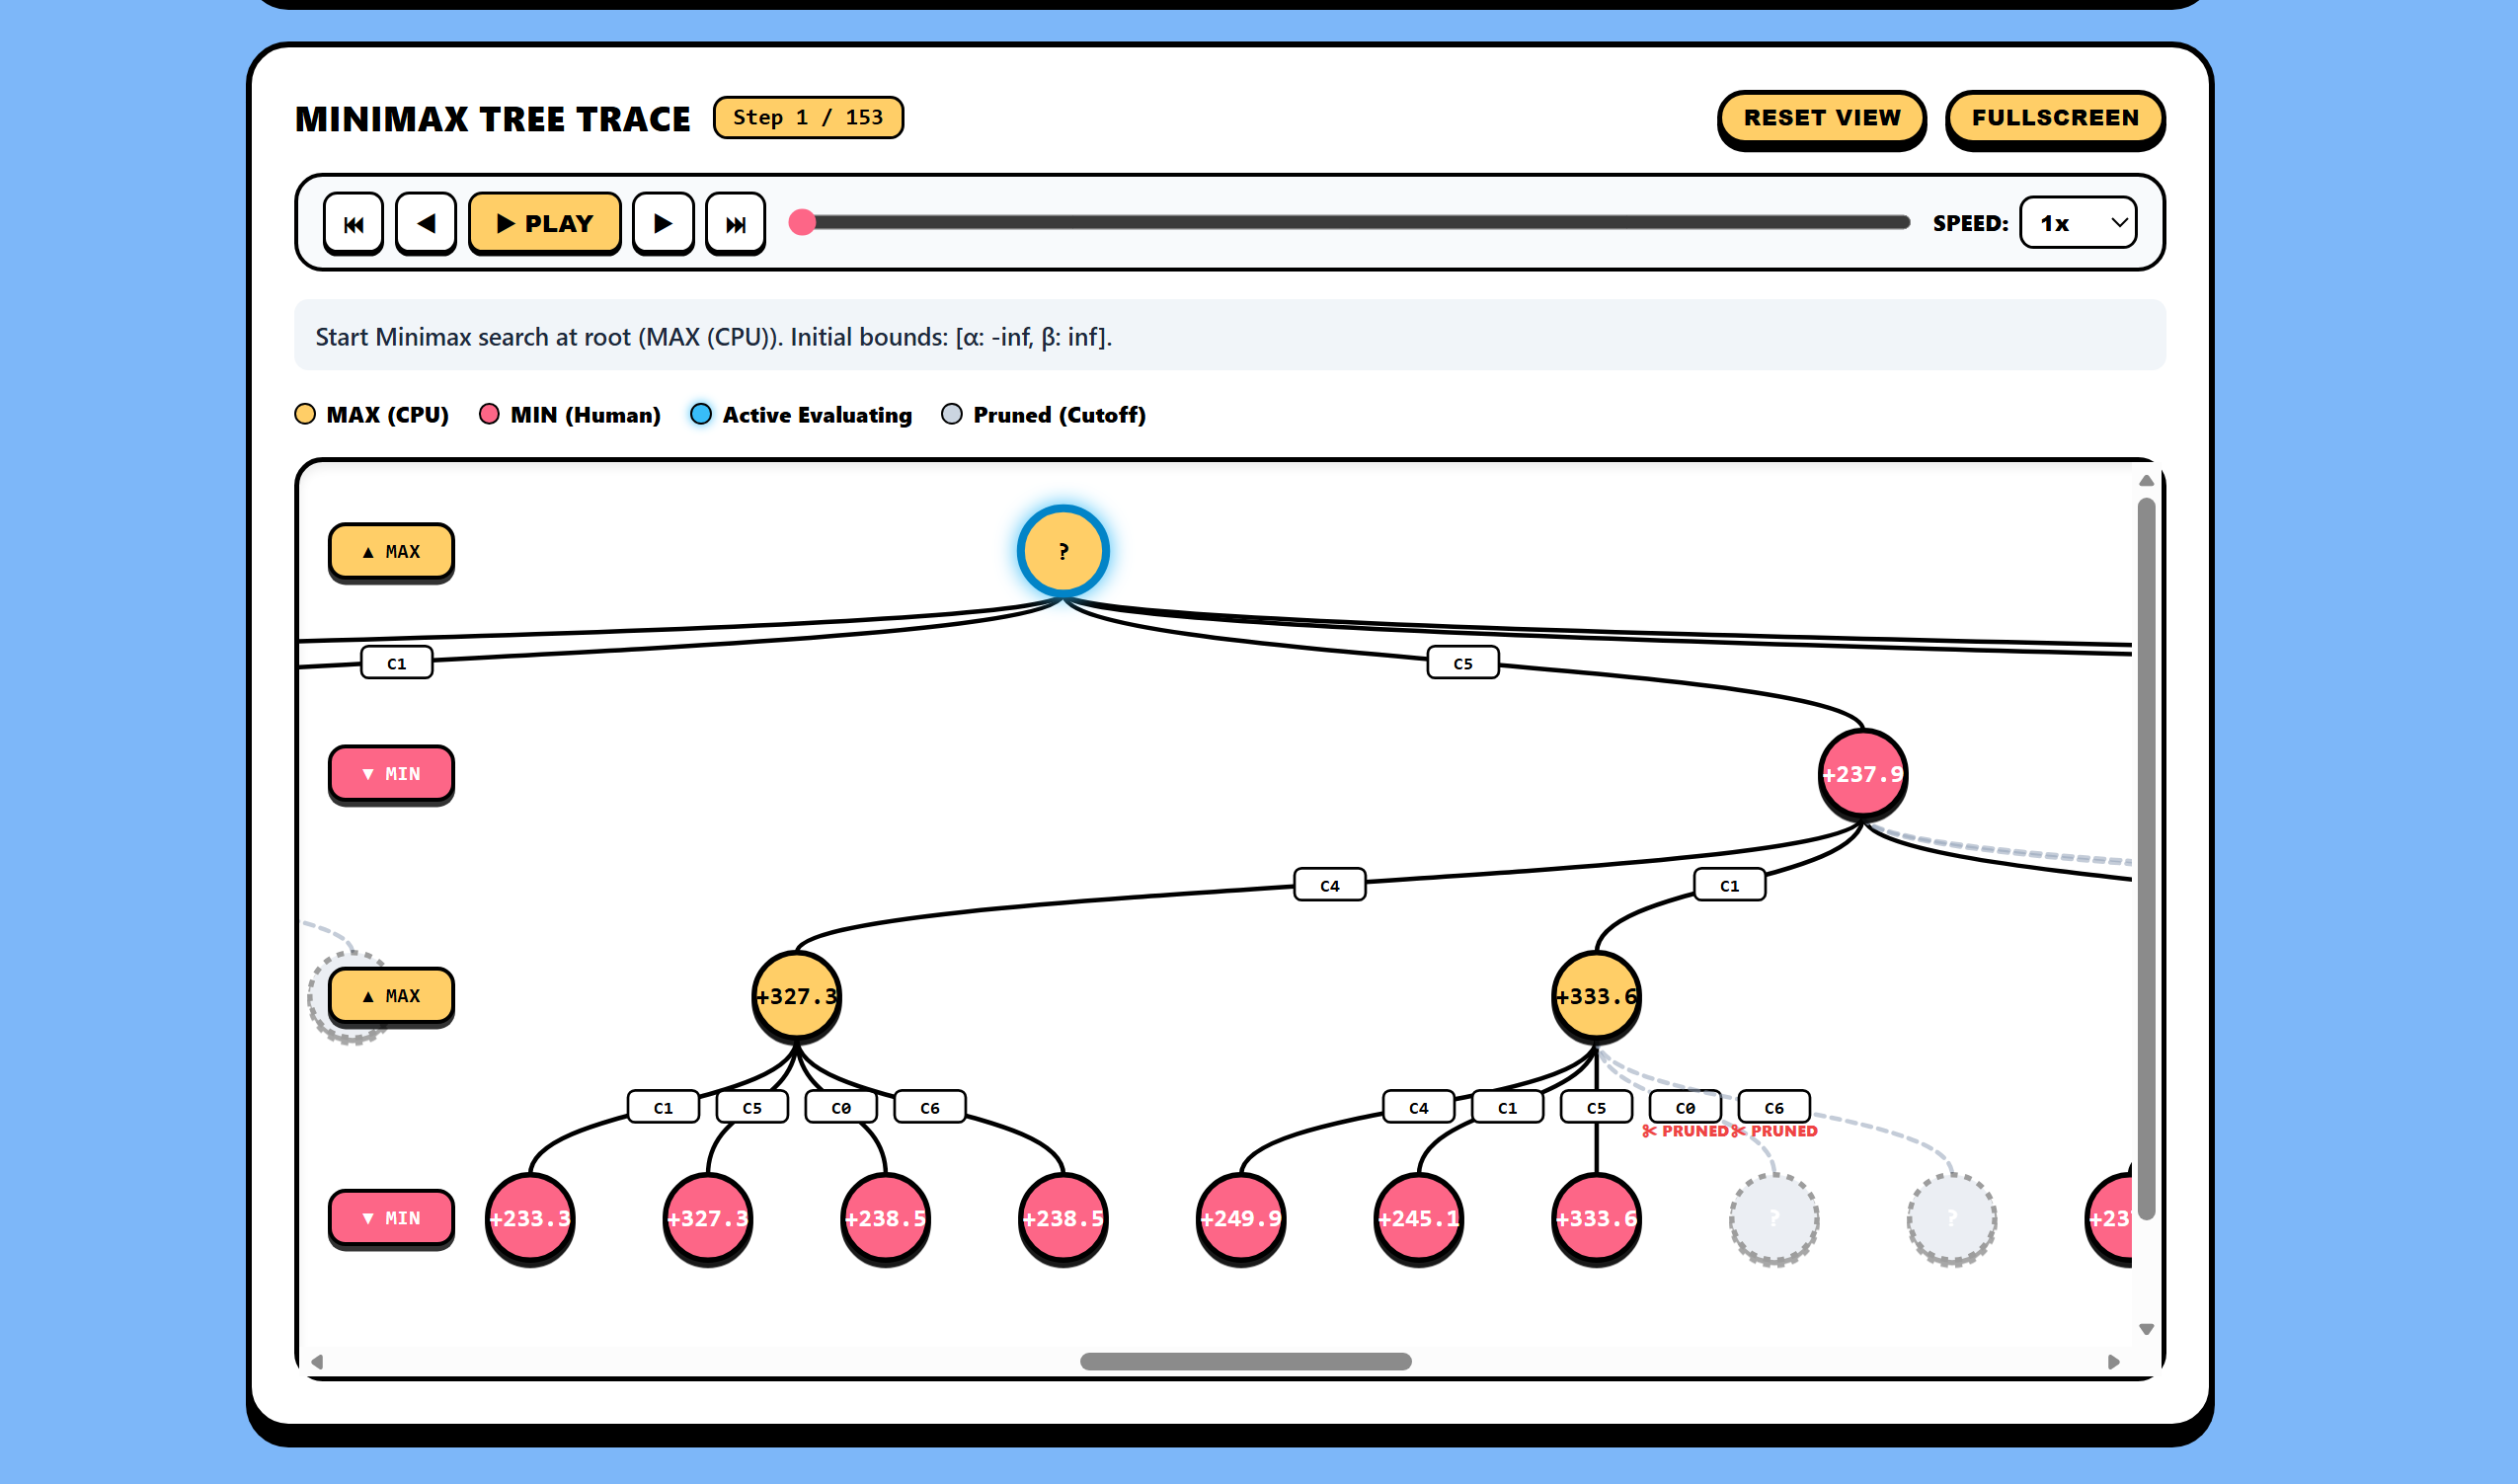 MINIMAX TREE TRACE
Step 1 / 153
RESET VIEW
FULLSCREEN
⏮ ◀ ▶ PLAY ▶ ⏭
SPEED: 1x
Start Minimax search at root (MAX (CPU)). Initial bounds: [α: -inf, β: inf].
MAX (CPU) MIN (Human) Active Evaluating Pruned (Cutoff)
▲ MAX
?
C1 C5
▼ MIN
+237.9
C4 C1
▲ MAX
+327.3 +333.6
C1 C5 C0 C6 C4 C1 C5 C0 C6
✂ PRUNED ✂ PRUNED
▼ MIN
+233.3 +327.3 +238.5 +238.5 +249.9 +245.1 +333.6 ? ?